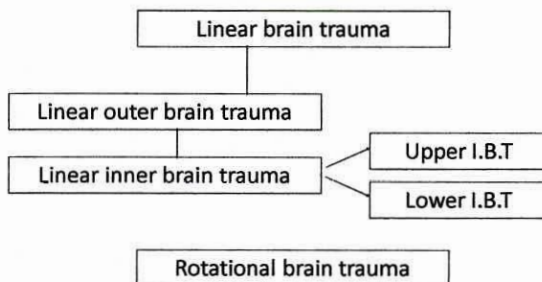 Linear brain trauma
Linear outer brain trauma
Linear inner brain trauma
Upper I.B.T
Lower I.B.T
Rotational brain trauma